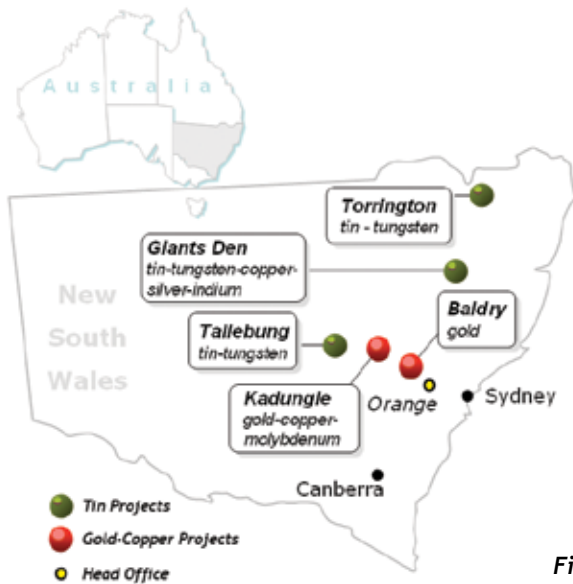 Australia
Torrington
tin - tungsten
Giants Den
tin-tungsten-copper-
silver-indium
Baldry
gold
New
South
Wales
Tallebung
tin-tungsten
Kadungle
gold-copper-
molybdenum
Orange
Sydney
Canberra
Tin Projects
Gold-Copper Projects
Head Office
Fi